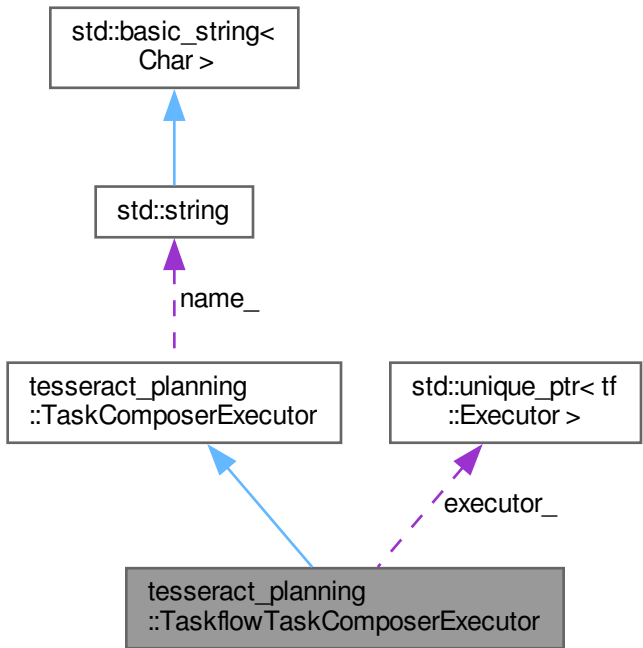 std::basic_string<
Char >
std::string
name_
tesseract_planning
::TaskComposerExecutor
std::unique_ptr< tf
::Executor >
executor_
tesseract_planning
::TaskflowTaskComposerExecutor